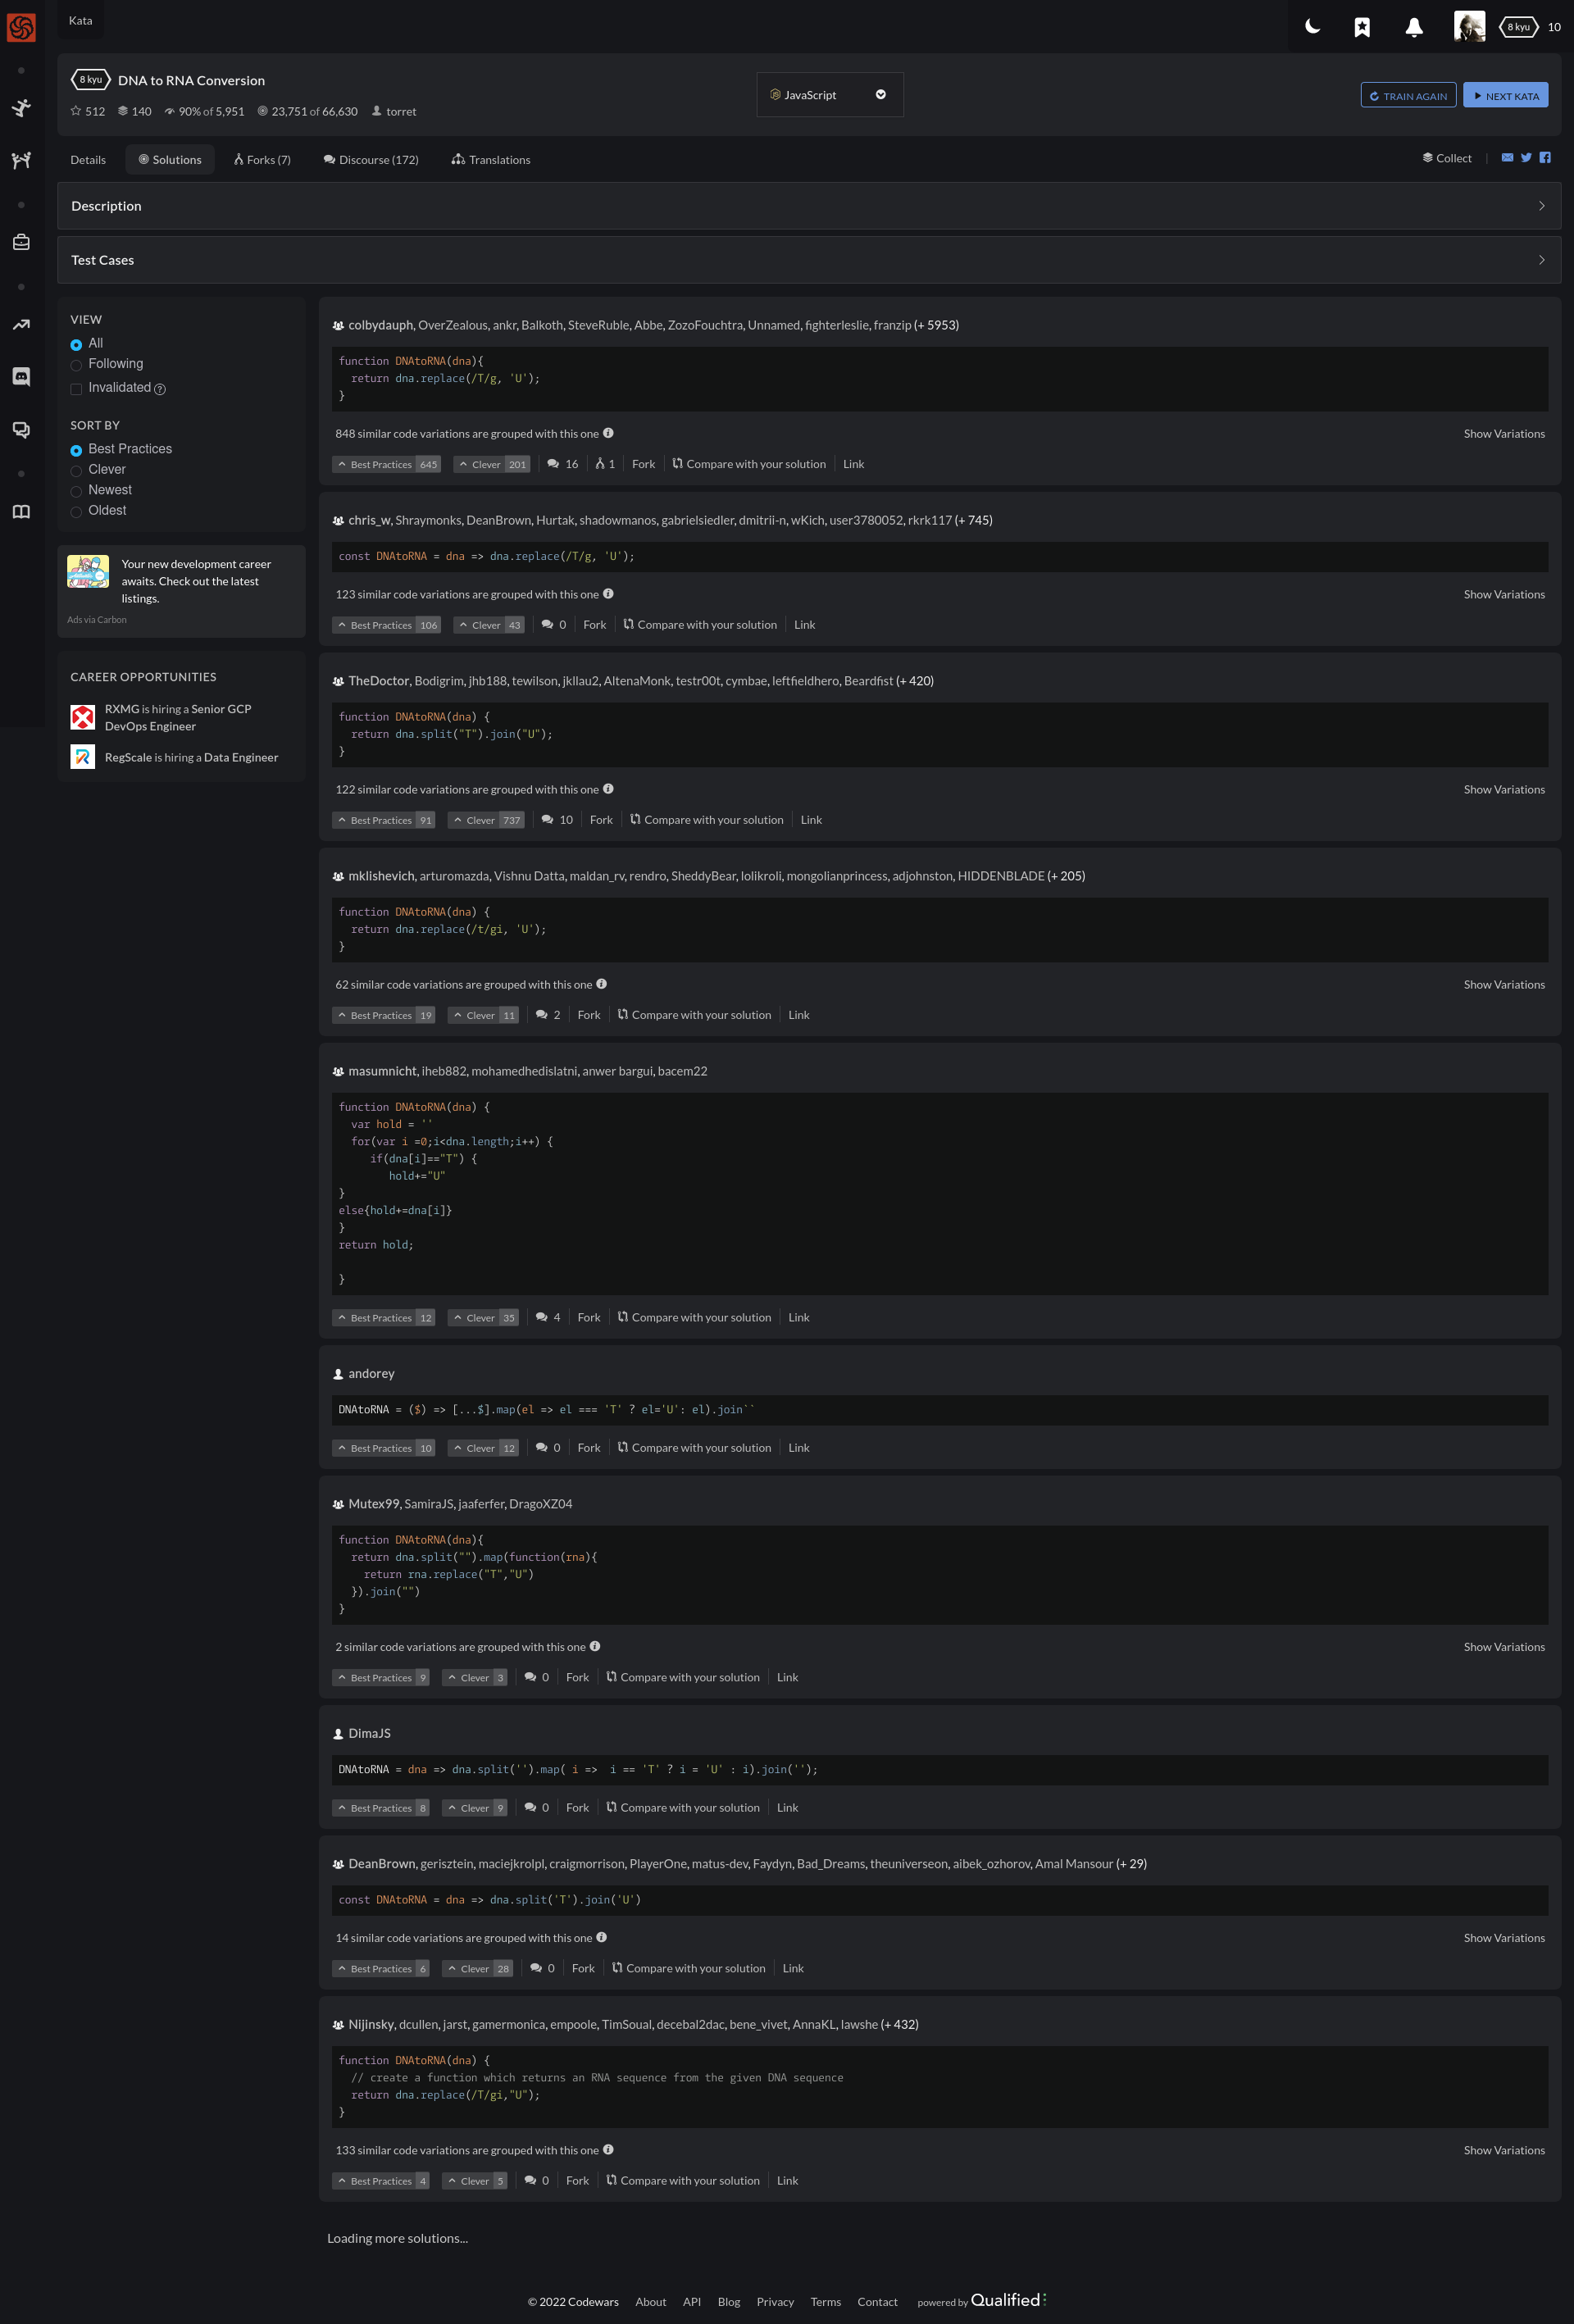 Kata
8 kyu 10
8 kyu DNA to RNA Conversion
512 140 90% of 5,951 23,751 of 66,630 torret
JavaScript
TRAIN AGAIN NEXT KATA
Details Solutions Forks (7) Discourse (172) Translations
Collect
Description
Test Cases
VIEW
All
Following
Invalidated
SORT BY
Best Practices
Clever
Newest
Oldest
Your new development career
awaits. Check out the latest
listings.
Ads via Carbon
CAREER OPPORTUNITIES
RXMG is hiring a Senior GCP
DevOps Engineer
RegScale is hiring a Data Engineer
colbydauph, OverZealous, ankr, Balkoth, SteveRuble, Abbe, ZozoFouchtra, Unnamed, fighterleslie, franzip (+ 5953)
function DNAtoRNA(dna){
  return dna.replace(/T/g, 'U');
}
848 similar code variations are grouped with this one Show Variations
Best Practices 645 Clever 201 16 1 Fork Compare with your solution Link
chris_w, Shraymonks, DeanBrown, Hurtak, shadowmanos, gabrielsiedler, dmitrii-n, wKich, user3780052, rkrk117 (+ 745)
const DNAtoRNA = dna => dna.replace(/T/g, 'U');
123 similar code variations are grouped with this one Show Variations
Best Practices 106 Clever 43 0 Fork Compare with your solution Link
TheDoctor, Bodigrim, jhb188, tewilson, jkllau2, AltenaMonk, testr00t, cymbae, leftfieldhero, Beardfist (+ 420)
function DNAtoRNA(dna) {
  return dna.split("T").join("U");
}
122 similar code variations are grouped with this one Show Variations
Best Practices 91 Clever 737 10 Fork Compare with your solution Link
mklishevich, arturomazda, Vishnu Datta, maldan_rv, rendro, SheddyBear, lolikroli, mongolianprincess, adjohnston, HIDDENBLADE (+ 205)
function DNAtoRNA(dna) {
  return dna.replace(/t/gi, 'U');
}
62 similar code variations are grouped with this one Show Variations
Best Practices 19 Clever 11 2 Fork Compare with your solution Link
masumnicht, iheb882, mohamedhedislatni, anwer bargui, bacem22
function DNAtoRNA(dna) {
  var hold = ''
  for(var i =0;i<dna.length;i++) {
     if(dna[i]=="T") {
        hold+="U"
}
else{hold+=dna[i]}
}
return hold;
}
Best Practices 12 Clever 35 4 Fork Compare with your solution Link
andorey
DNAtoRNA = ($) => [...$].map(el => el === 'T' ? el='U': el).join``
Best Practices 10 Clever 12 0 Fork Compare with your solution Link
Mutex99, SamiraJS, jaaferfer, DragoXZ04
function DNAtoRNA(dna){
  return dna.split("").map(function(rna){
    return rna.replace("T","U")
  }).join("")
}
2 similar code variations are grouped with this one Show Variations
Best Practices 9 Clever 3 0 Fork Compare with your solution Link
DimaJS
DNAtoRNA = dna => dna.split('').map( i =>  i == 'T' ? i = 'U' : i).join('');
Best Practices 8 Clever 9 0 Fork Compare with your solution Link
DeanBrown, gerisztein, maciejkrolpl, craigmorrison, PlayerOne, matus-dev, Faydyn, Bad_Dreams, theuniverseon, aibek_ozhorov, Amal Mansour (+ 29)
const DNAtoRNA = dna => dna.split('T').join('U')
14 similar code variations are grouped with this one Show Variations
Best Practices 6 Clever 28 0 Fork Compare with your solution Link
Nijinsky, dcullen, jarst, gamermonica, empoole, TimSoual, decebal2dac, bene_vivet, AnnaKL, lawshe (+ 432)
function DNAtoRNA(dna) {
  // create a function which returns an RNA sequence from the given DNA sequence
  return dna.replace(/T/gi,"U");
}
133 similar code variations are grouped with this one Show Variations
Best Practices 4 Clever 5 0 Fork Compare with your solution Link
Loading more solutions...
© 2022 Codewars About API Blog Privacy Terms Contact powered by Qualified